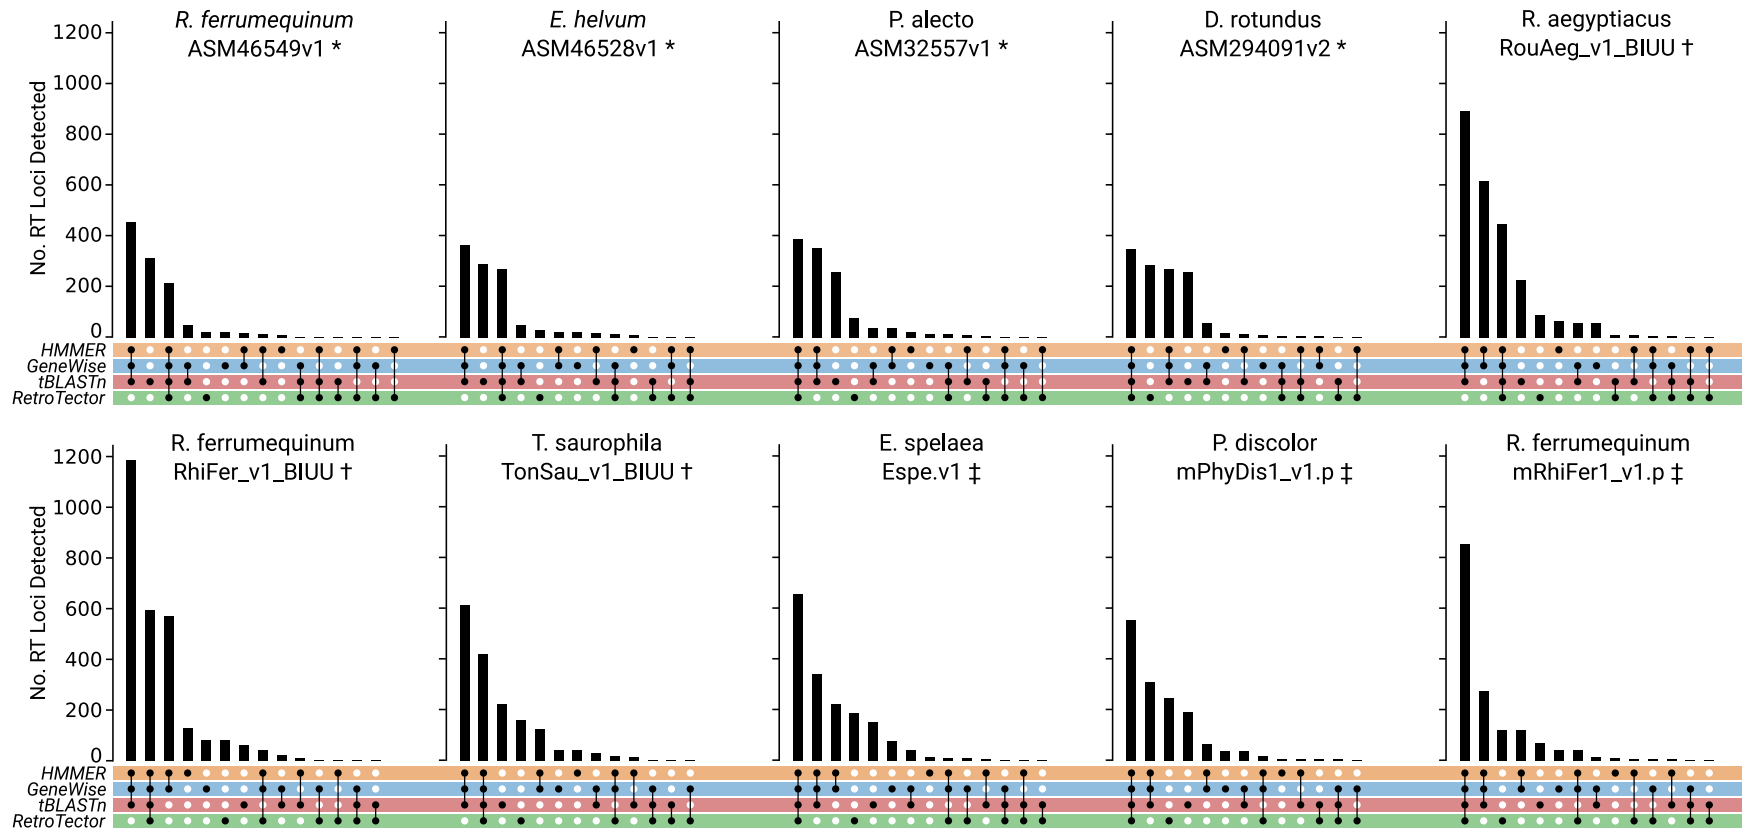 R. ferrumequinum
ASM46549v1 *
E. helvum
ASM46528v1 *
P. alecto
ASM32557v1 *
D. rotundus
ASM294091v2 *
R. aegyptiacus
RouAeg_v1_BIUU †
No. RT Loci Detected
1200
1000
800
600
400
200
0
HMMER
GeneWise
tBLASTn
RetroTector
R. ferrumequinum
RhiFer_v1_BIUU †
T. saurophila
TonSau_v1_BIUU †
E. spelaea
Espe.v1 ‡
P. discolor
mPhyDis1_v1.p ‡
R. ferrumequinum
mRhiFer1_v1.p ‡
No. RT Loci Detected
1200
1000
800
600
400
200
0
HMMER
GeneWise
tBLASTn
RetroTector